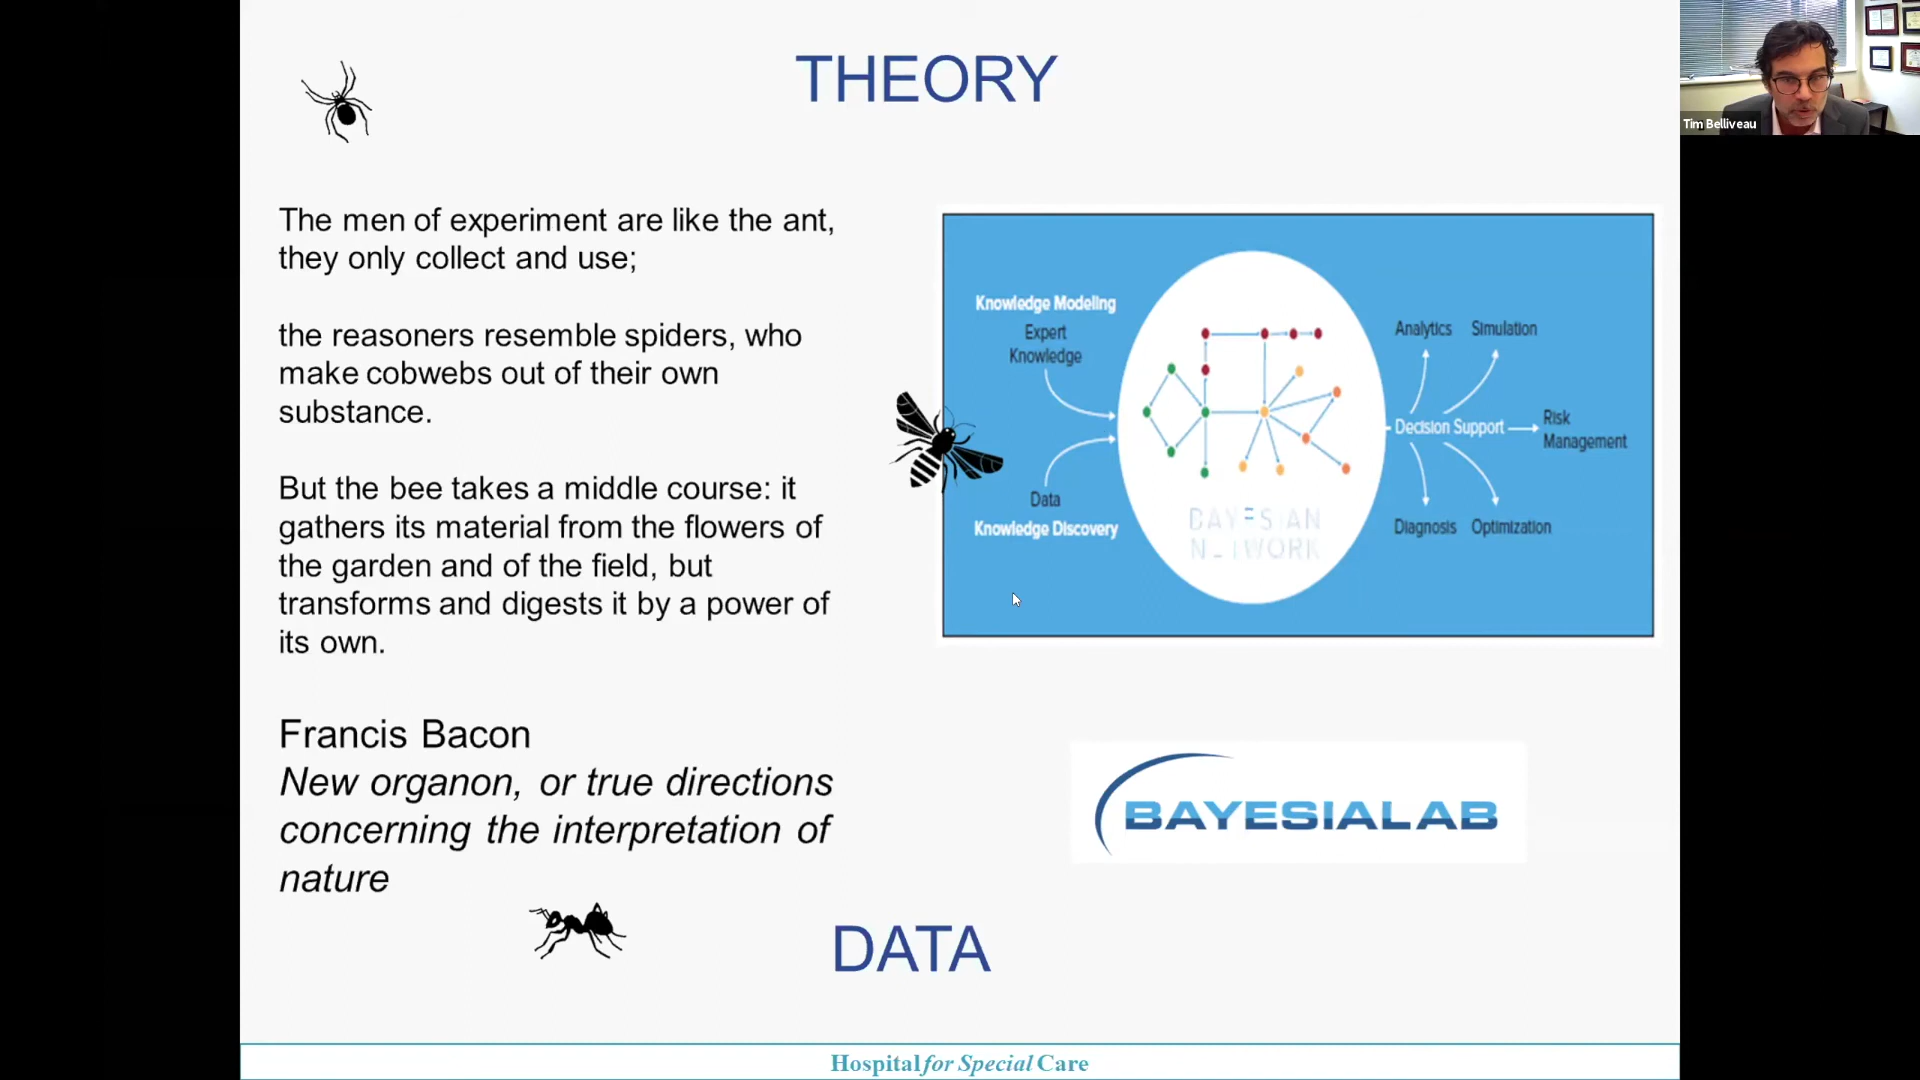 THEORY
Tim Belliveau
The men of experiment are like the ant,
they only collect and use;
the reasoners resemble spiders, who
make cobwebs out of their own
substance.
But the bee takes a middle course: it
gathers its material from the flowers of
the garden and of the field, but
transforms and digests it by a power of
its own.
Francis Bacon
New organon, or true directions
concerning the interpretation of
nature
Knowledge Modeling
Expert
Knowledge
Data
Knowledge Discovery
BAYESIAN
NETWORK
Analytics
Simulation
Decision Support
Risk
Management
Diagnosis
Optimization
BAYESIALAB
DATA
Hospital for Special Care